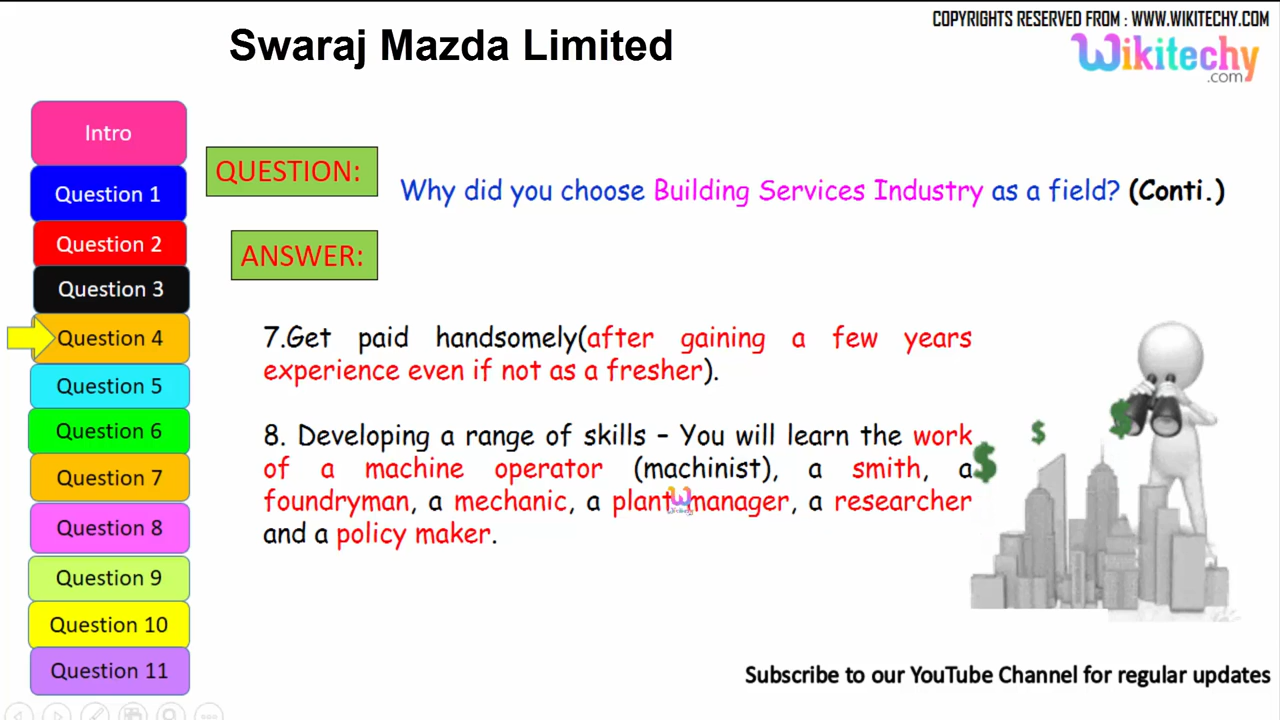 COPYRIGHTS RESERVED FROM : WWW.WIKITECHY.COM
Swaraj Mazda Limited
Wikitechy
.com
Intro
Question 1
Question 2
Question 3
Question 4
Question 5
Question 6
Question 7
Question 8
Question 9
Question 10
Question 11
QUESTION:
Why did you choose Building Services Industry as a field? (Conti.)
ANSWER:
7.Get paid handsomely(after gaining a few years
experience even if not as a fresher).
8. Developing a range of skills – You will learn the work
of a machine operator (machinist), a smith, a
foundryman, a mechanic, a plant manager, a researcher
and a policy maker.
$ $ $
Subscribe to our YouTube Channel for regular updates